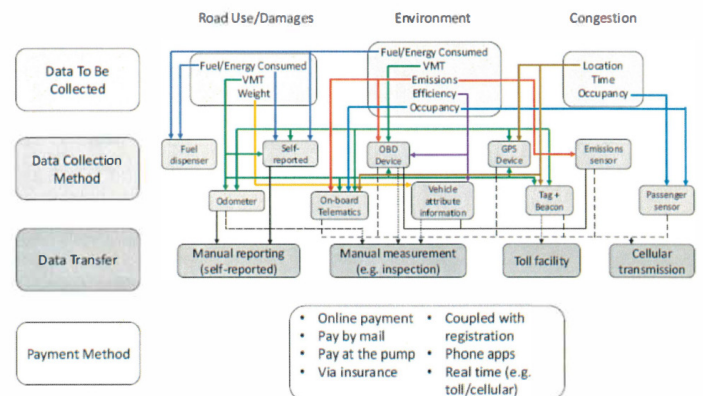 Road Use/Damages
Environment
Congestion
Data To Be
Collected
Fuel/Energy Consumed
VMT
Weight
Fuel/Energy Consumed
VMT
Emissions
Efficiency
Occupancy
Location
Time
Occupancy
Data Collection
Method
Fuel
dispenser
Self-
reported
OBD
Device
GPS
Device
Emissions
sensor
Odometer
On-board
Telematics
Vehicle
attribute
information
Tag +
Beacon
Passenger
sensor
Data Transfer
Manual reporting
(self-reported)
Manual measurement
(e.g. inspection)
Toll facility
Cellular
transmission
Payment Method
• Online payment
• Pay by mail
• Pay at the pump
• Via insurance
• Coupled with
registration
• Phone apps
• Real time (e.g.
toll/cellular)